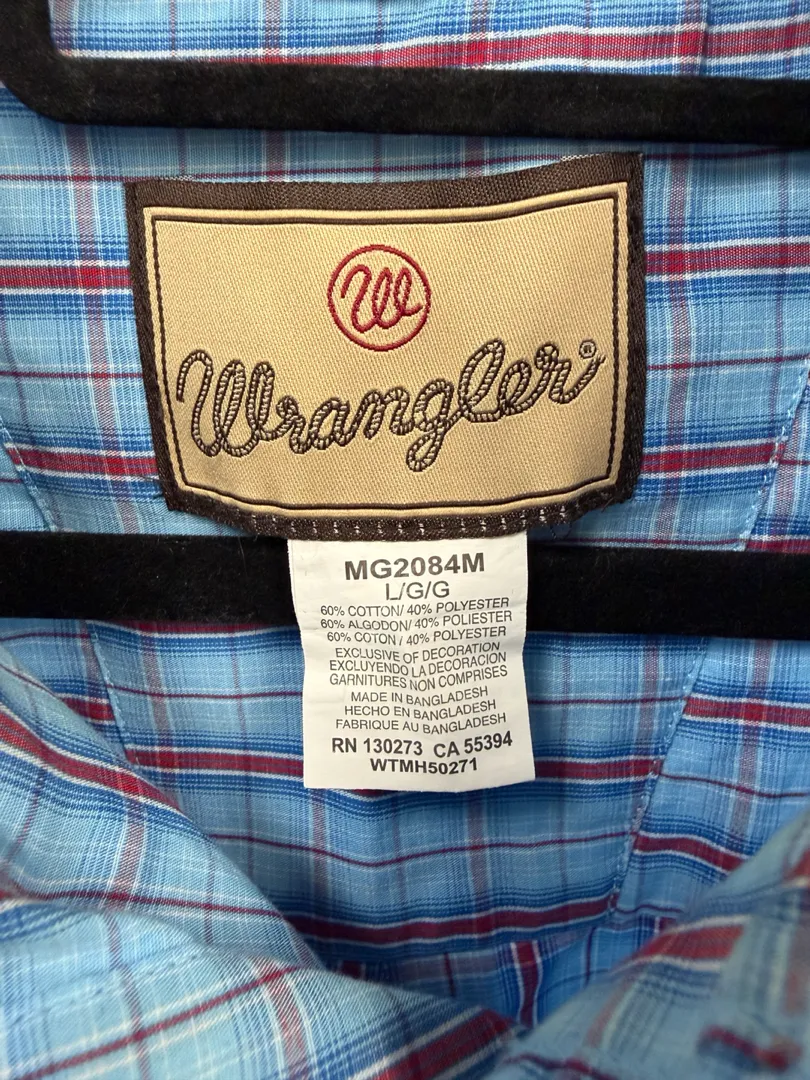 W
Wrangler®
MG2084M
L/G/G
60% COTTON/ 40% POLYESTER
60% ALGODON/ 40% POLIESTER
60% COTON / 40% POLYESTER
EXCLUSIVE OF DECORATION
EXCLUYENDO LA DECORACION
GARNITURES NON COMPRISES
MADE IN BANGLADESH
HECHO EN BANGLADESH
FABRIQUE AU BANGLADESH
RN 130273 CA 55394
WTMH50271